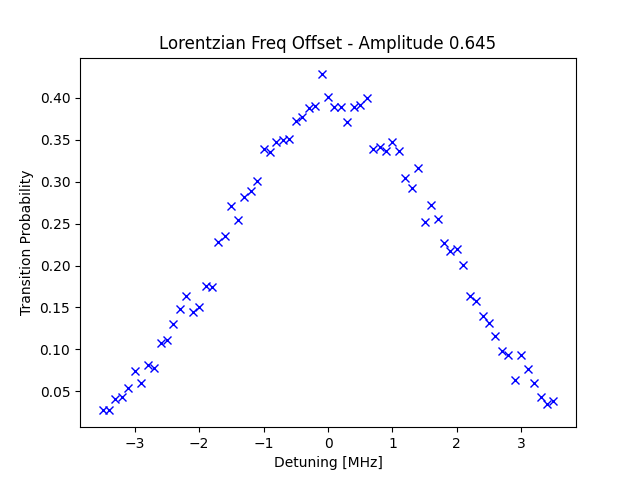 Lorentzian Freq Offset - Amplitude 0.645
Transition Probability
0.40
0.35
0.30
0.25
0.20
0.15
0.10
0.05
−3 −2 −1 0 1 2 3
Detuning [MHz]